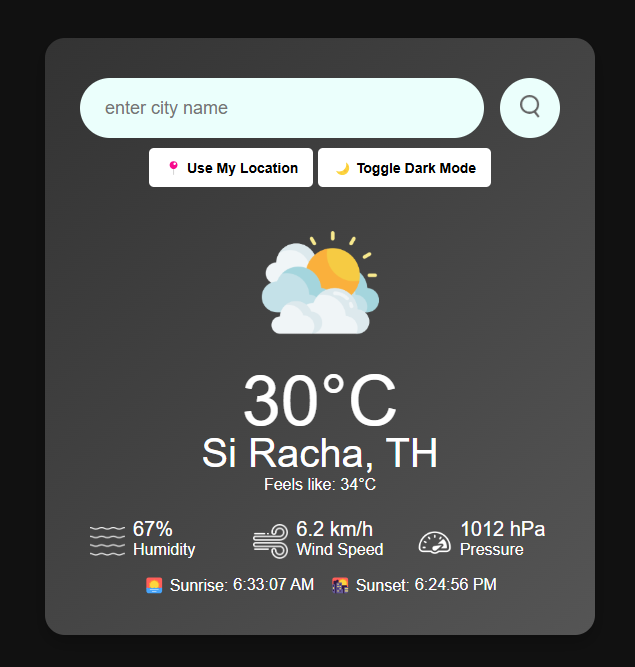 enter city name
Use My Location Toggle Dark Mode
30°C
Si Racha, TH
Feels like: 34°C
67% 6.2 km/h 1012 hPa
Humidity Wind Speed Pressure
Sunrise: 6:33:07 AM Sunset: 6:24:56 PM